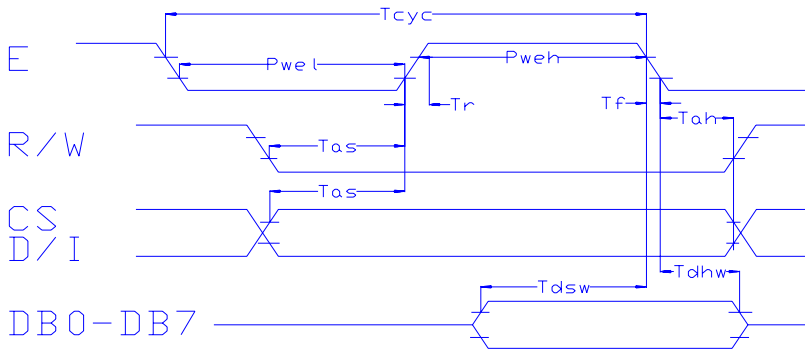 Tcyc
E
Pwel
Pweh
Tr
Tf
Tah
R/W
Tas
Tas
CS
D/I
Tdhw
Tdsw
DB0-DB7